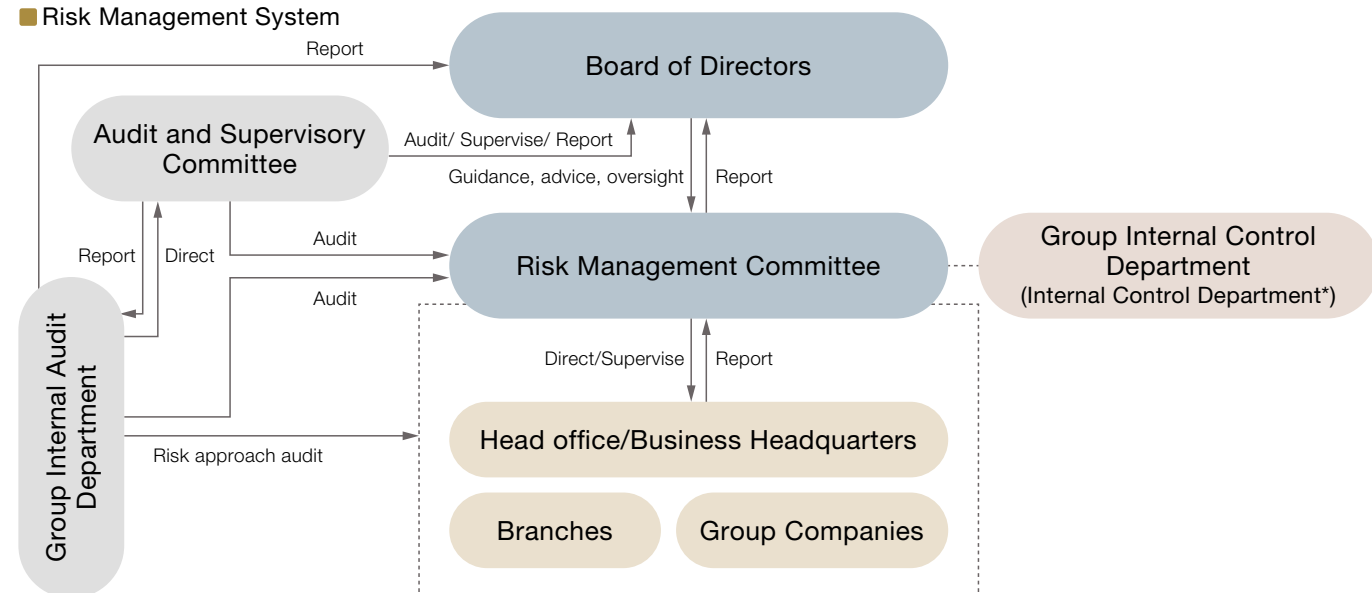 Risk Management System
Report
Board of Directors
Audit and Supervisory
Committee
Audit/ Supervise/ Report
Guidance, advice, oversight
Report
Report
Direct
Audit
Audit
Risk Management Committee
Group Internal Control
Department
(Internal Control Department*)
Group Internal Audit
Department
Direct/Supervise
Report
Risk approach audit
Head office/Business Headquarters
Branches
Group Companies